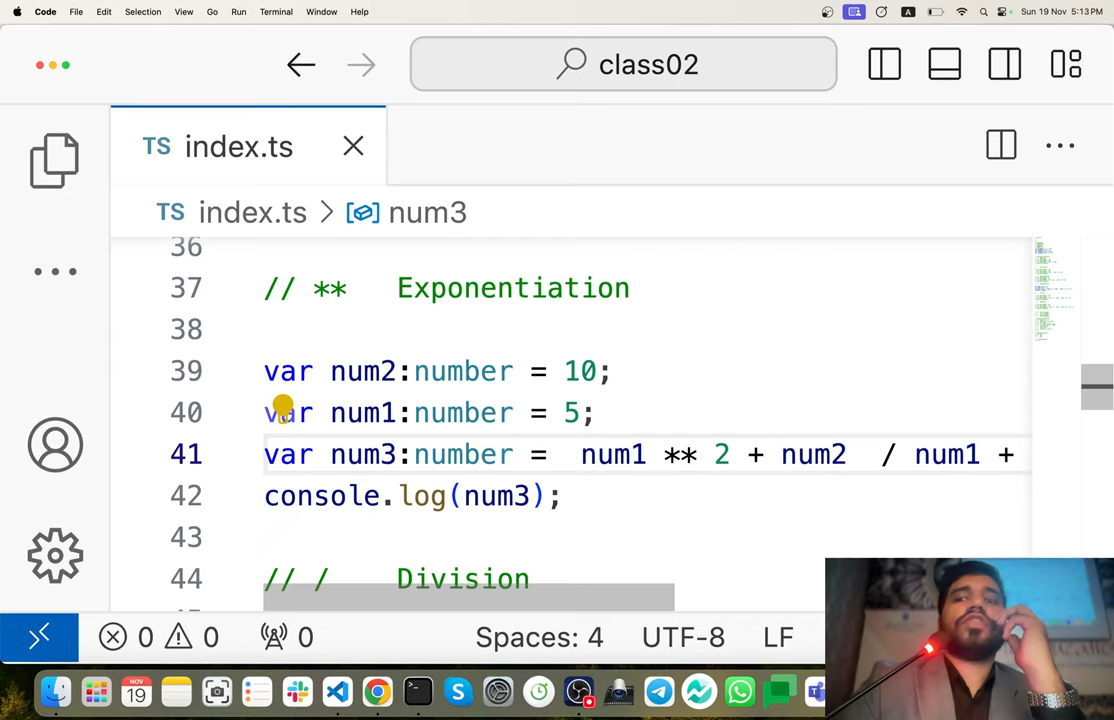 Code File Edit Selection View Go Run Terminal Window Help A Sun 19 Nov 5:13 PM
class02
TS index.ts
TS index.ts > num3
36
37 // ** Exponentiation
38
39 var num2:number = 10;
40 var num1:number = 5;
41 var num3:number = num1 ** 2 + num2 / num1 +
42 console.log(num3);
43
44 // / Division
0 0 0 Spaces: 4 UTF-8 LF
NOV
19